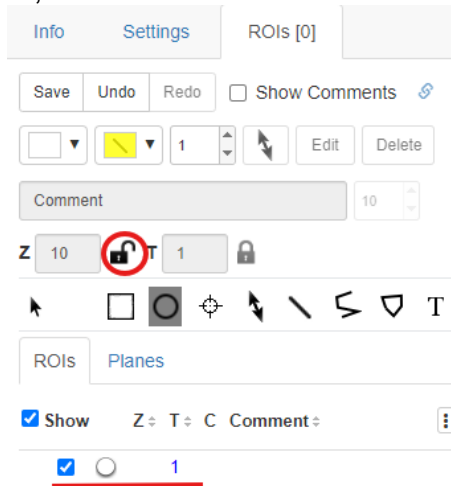 Info Settings ROIs [0]
Save Undo Redo Show Comments
1 Edit Delete
Comment 10
Z 10 T 1
T
ROIs Planes
Show Z T C Comment
1